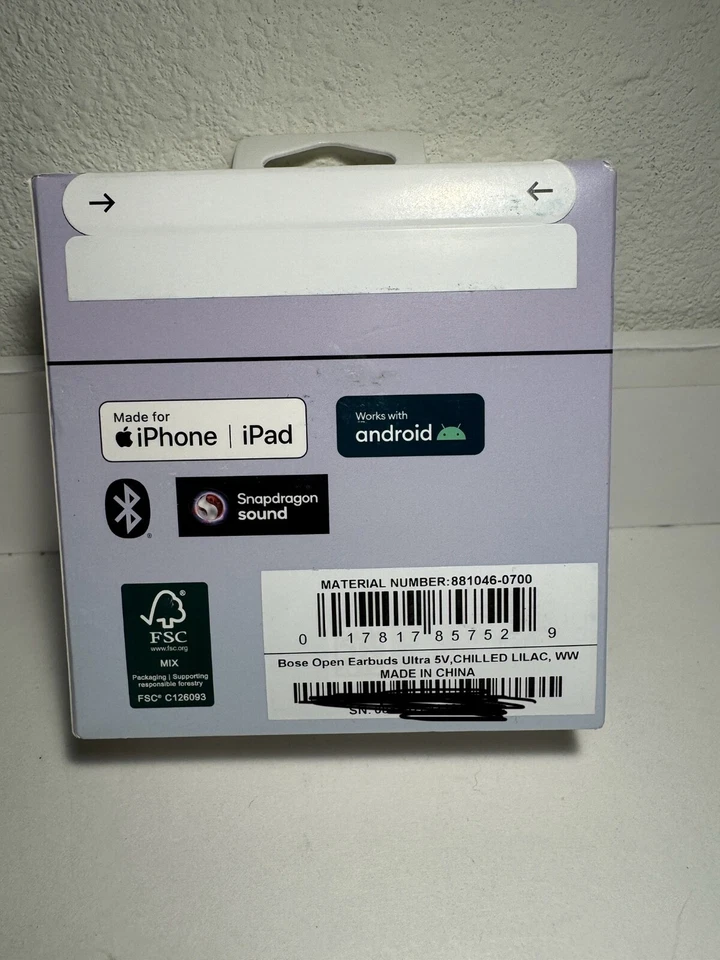 → ←
Made for
iPhone | iPad
Works with
android
Snapdragon
sound
FSC®
www.fsc.org
MIX
Packaging | Supporting
responsible forestry
FSC® C126093
MATERIAL NUMBER:881046-0700
0 17817 85752 9
Bose Open Earbuds Ultra 5V,CHILLED LILAC, WW
MADE IN CHINA
SN: